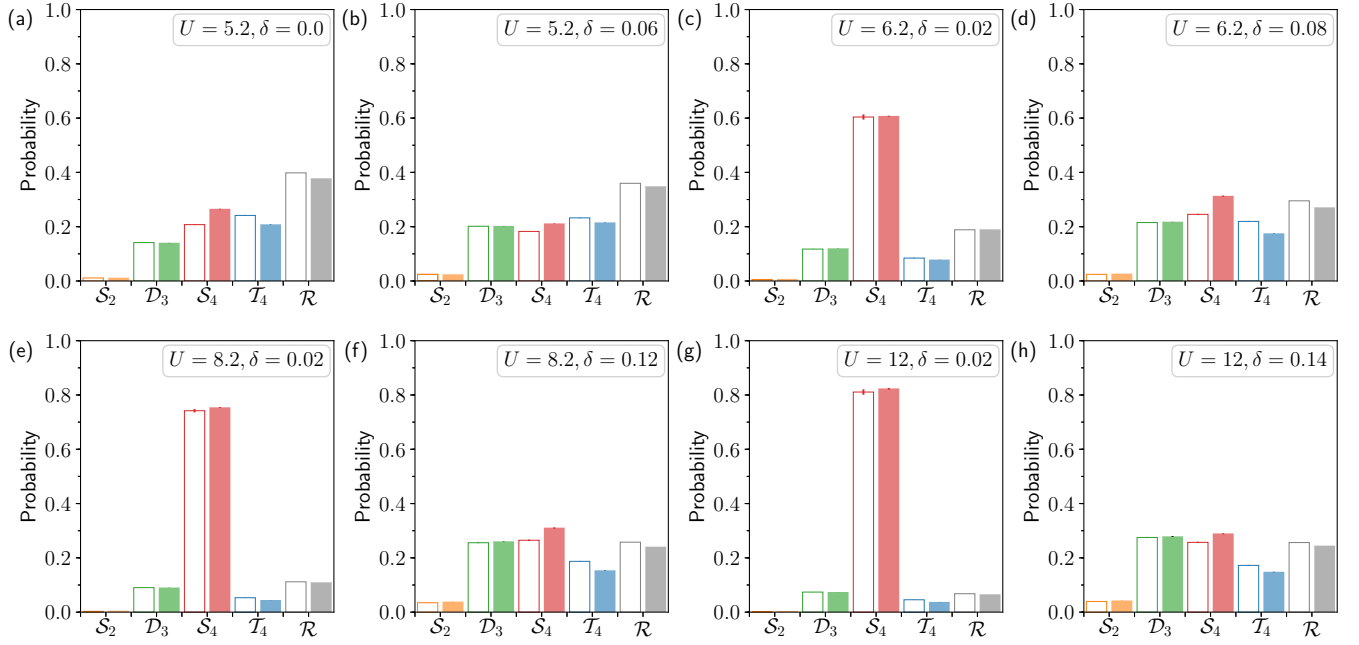 (a)
U = 5.2, δ = 0.0
Probability
1.0
0.8
0.6
0.4
0.2
0.0
S₂ D₃ S₄ T₄ R
(b)
U = 5.2, δ = 0.06
Probability
1.0
0.8
0.6
0.4
0.2
0.0
S₂ D₃ S₄ T₄ R
(c)
U = 6.2, δ = 0.02
Probability
1.0
0.8
0.6
0.4
0.2
0.0
S₂ D₃ S₄ T₄ R
(d)
U = 6.2, δ = 0.08
Probability
1.0
0.8
0.6
0.4
0.2
0.0
S₂ D₃ S₄ T₄ R
(e)
U = 8.2, δ = 0.02
Probability
1.0
0.8
0.6
0.4
0.2
0.0
S₂ D₃ S₄ T₄ R
(f)
U = 8.2, δ = 0.12
Probability
1.0
0.8
0.6
0.4
0.2
0.0
S₂ D₃ S₄ T₄ R
(g)
U = 12, δ = 0.02
Probability
1.0
0.8
0.6
0.4
0.2
0.0
S₂ D₃ S₄ T₄ R
(h)
U = 12, δ = 0.14
Probability
1.0
0.8
0.6
0.4
0.2
0.0
S₂ D₃ S₄ T₄ R